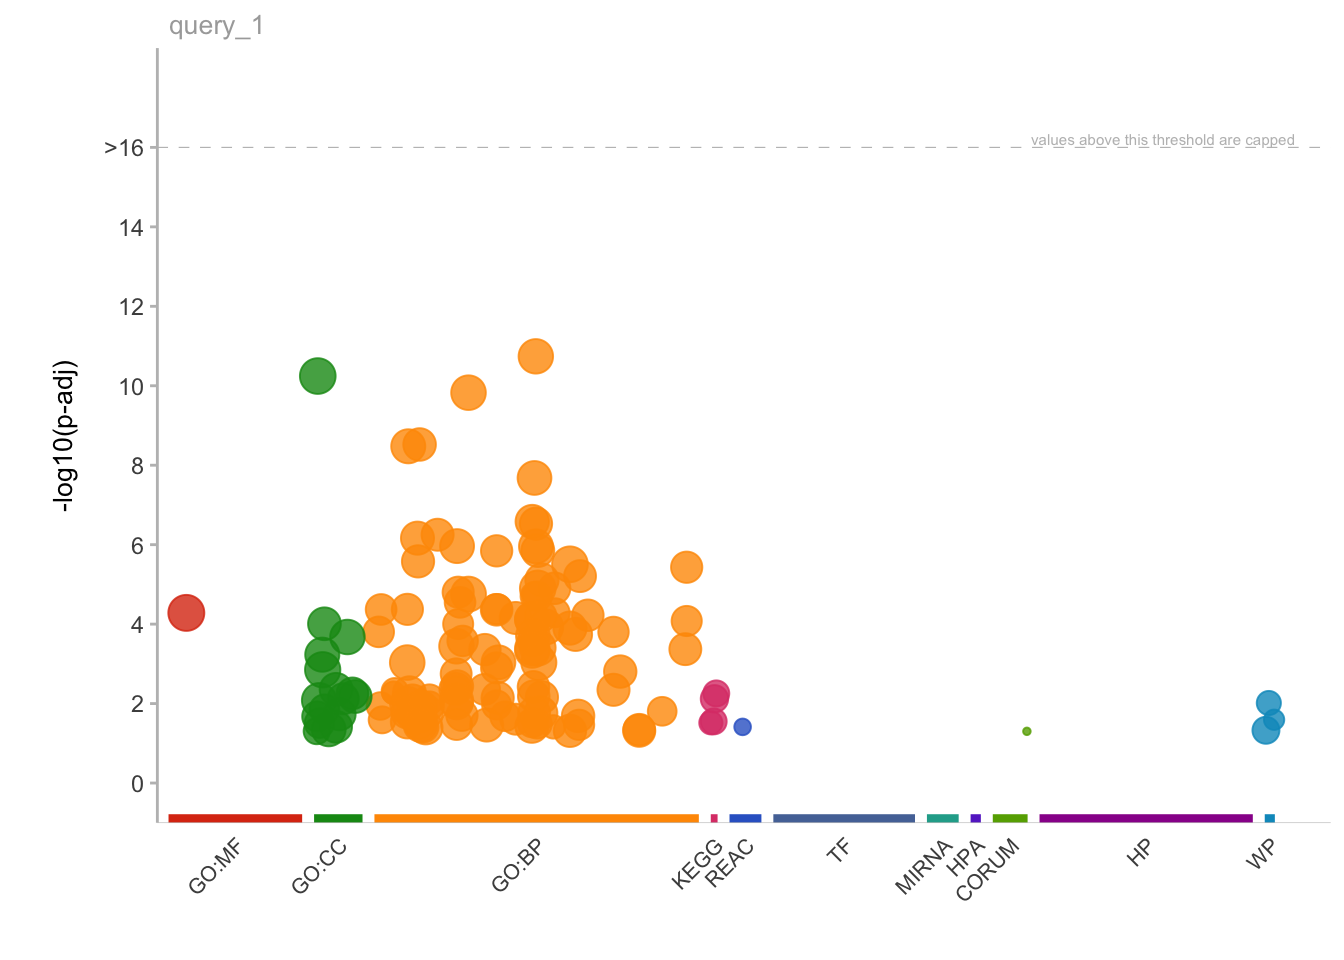 query_1
values above this threshold are capped
>16
14
12
10
8
6
4
2
0
-log10(p-adj)
GO:MF
GO:CC
GO:BP
KEGG
REAC
TF
MIRNA
HPA
CORUM
HP
WP